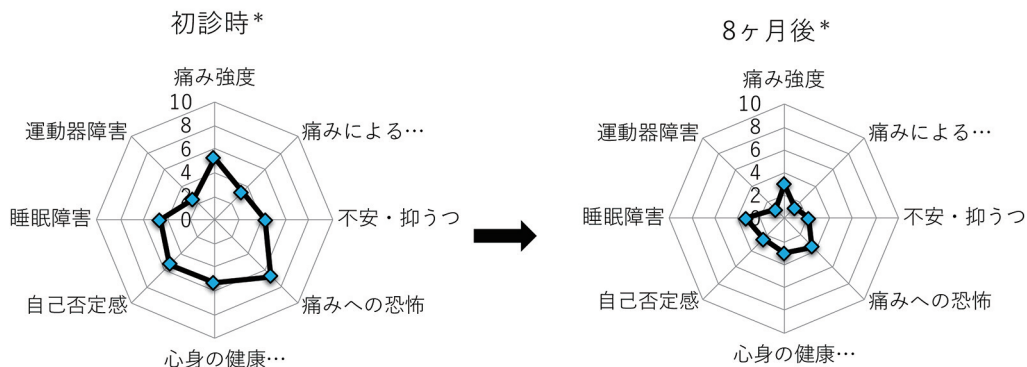 初診時*
痛み強度
10
8
6
4
2
0
運動器障害
痛みによる…
睡眠障害
不安・抑うつ
自己否定感
痛みへの恐怖
心身の健康…
8ヶ月後*
痛み強度
10
8
6
4
2
0
運動器障害
痛みによる…
睡眠障害
不安・抑うつ
自己否定感
痛みへの恐怖
心身の健康…